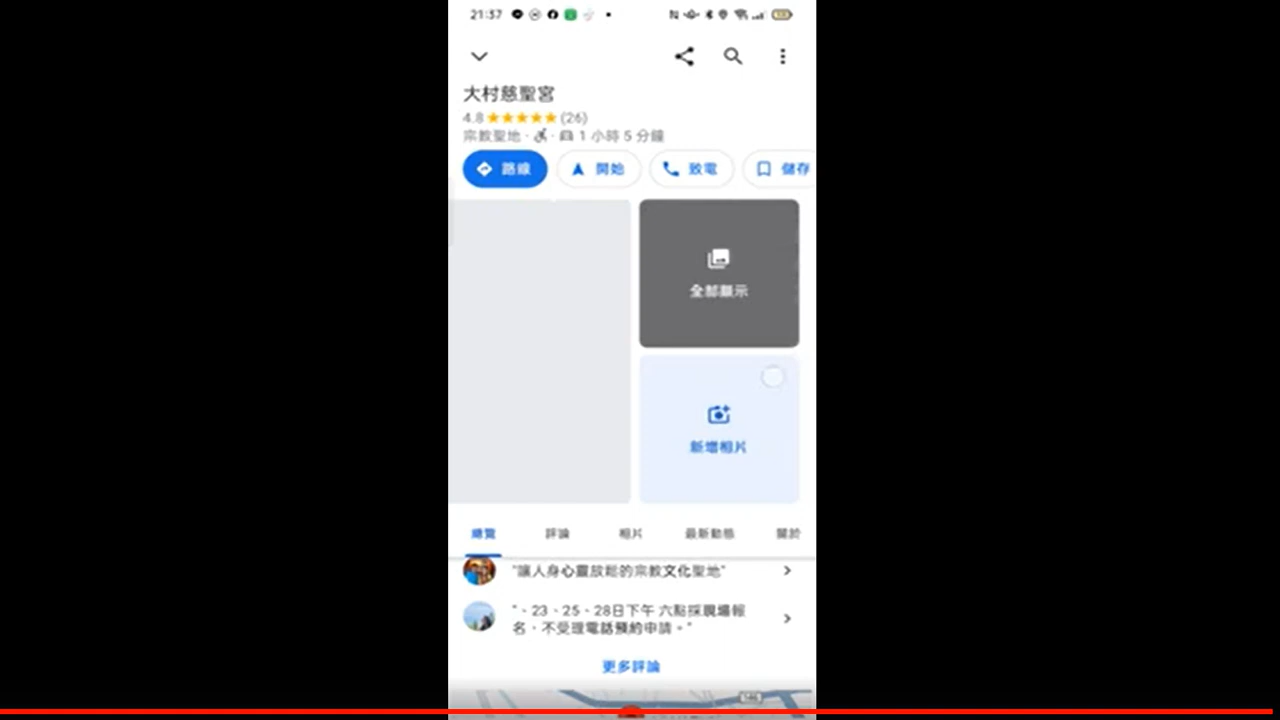 21:37
大村慈聖宮
4.8 (26)
宗教聖地 · · 1 小時 5 分鐘
路線 開始 致電 儲存
全部顯示
新增相片
總覽 評論 相片 最新動態 關於
"讓人身心靈放鬆的宗教文化聖地"
"、23、25、28日下午 六點採現場報
名，不受理電話預約申請。"
更多評論